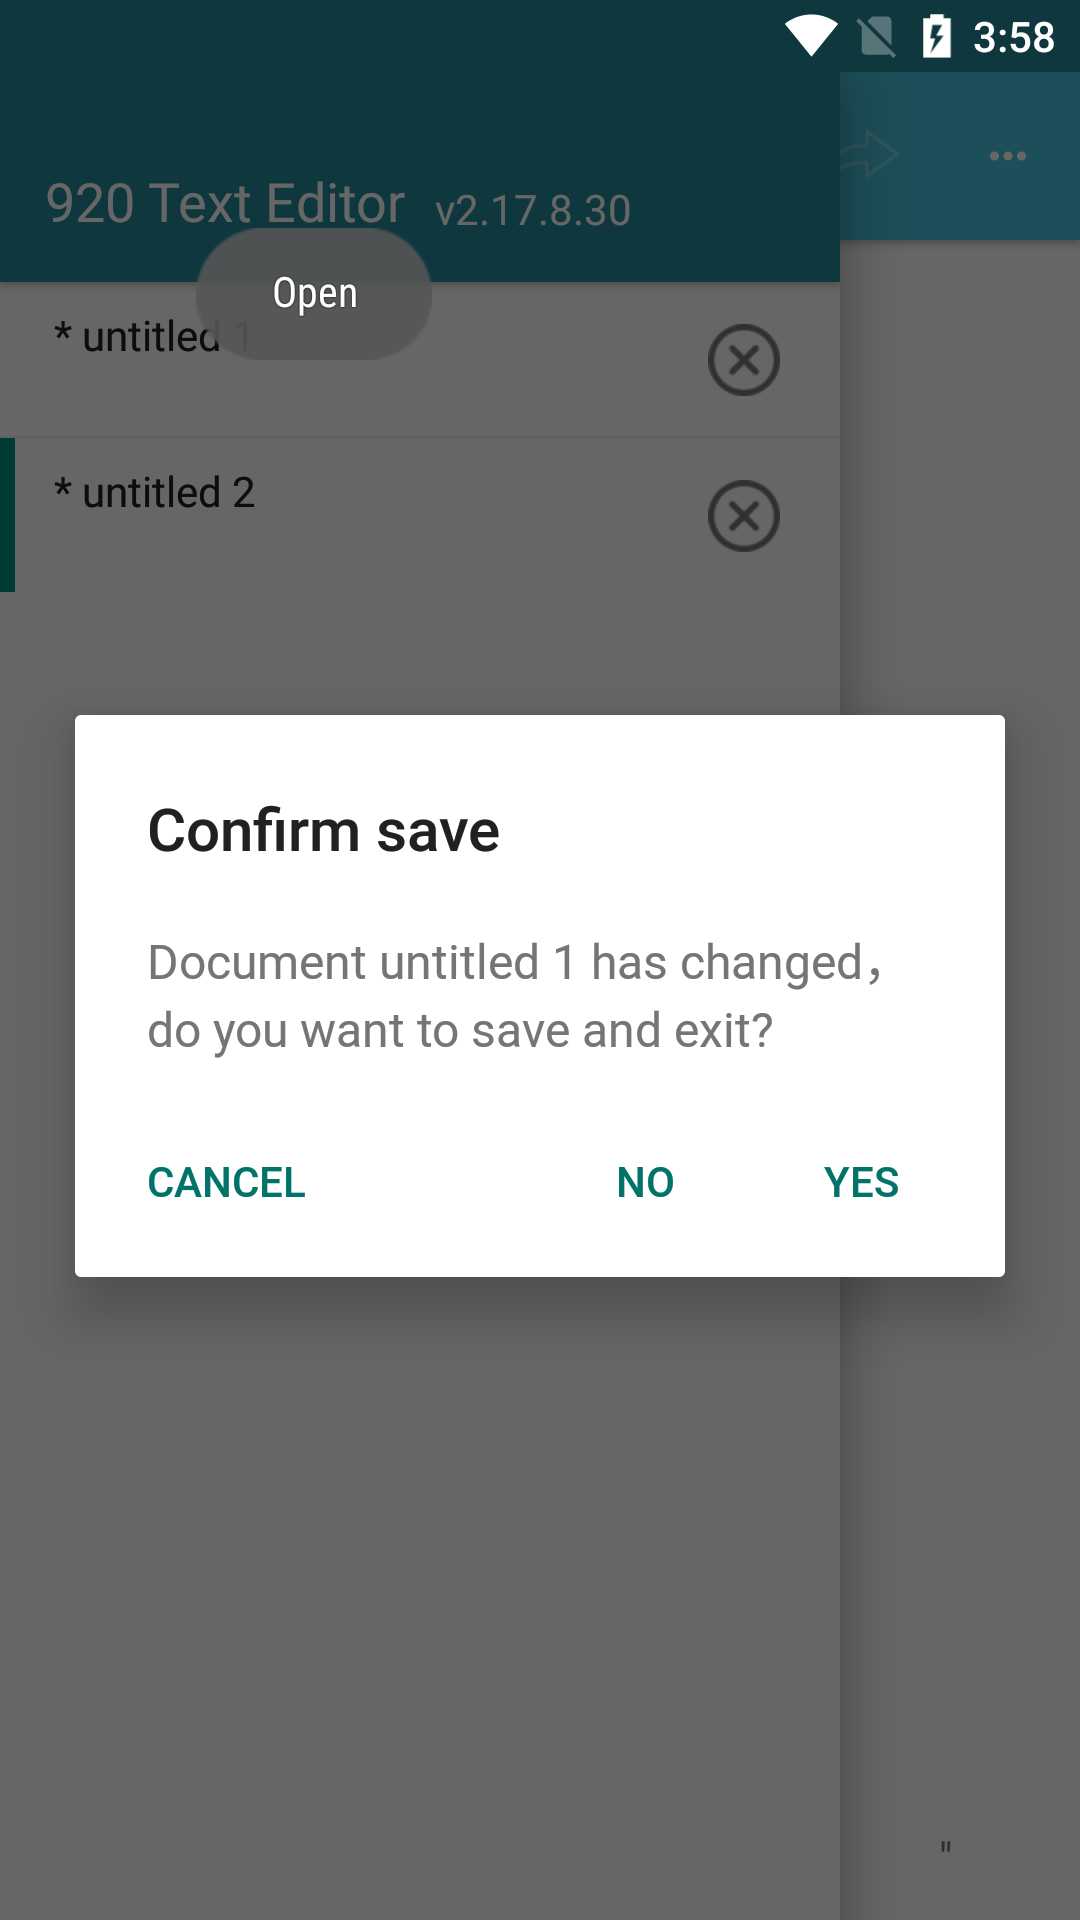 3:58
920 Text Editor v2.17.8.30
Open
* untitled 1
* untitled 2
Confirm save
Document untitled 1 has changed,
do you want to save and exit?
CANCEL NO YES
"